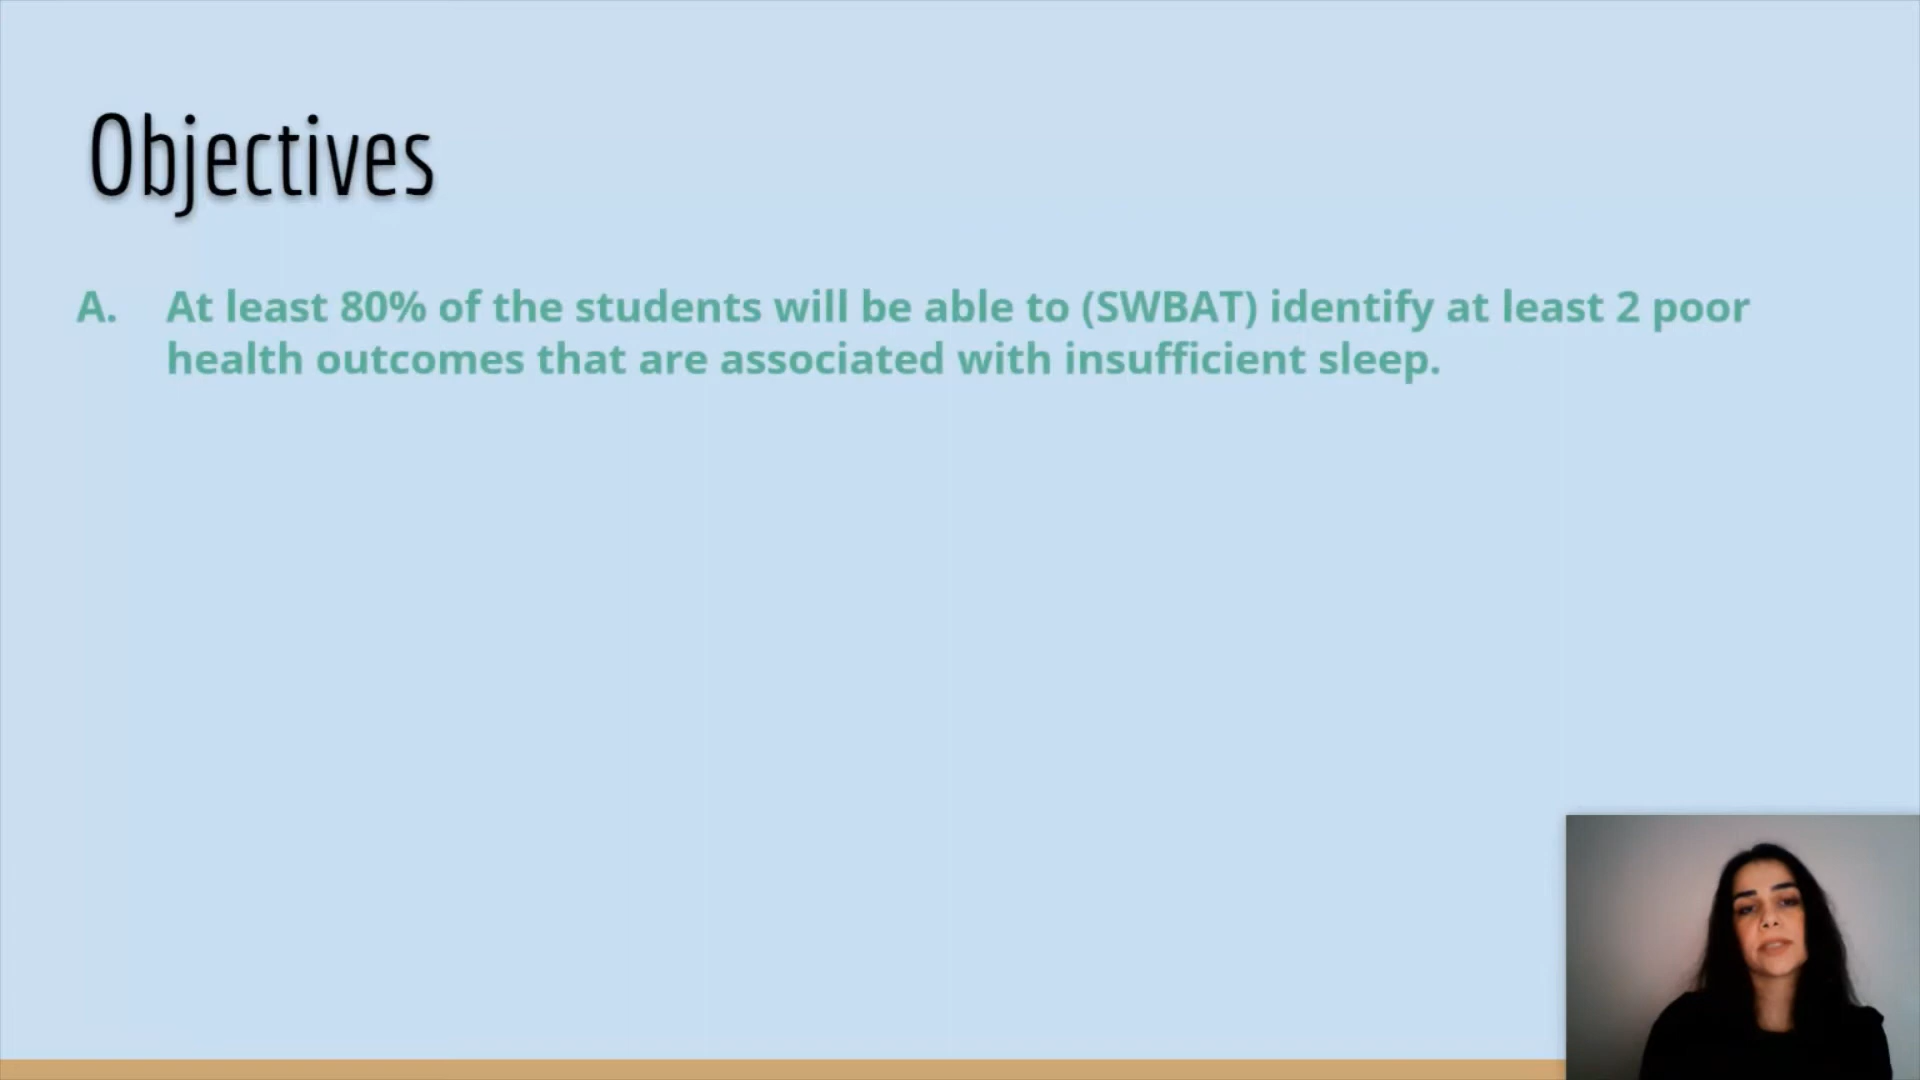 Objectives
A. At least 80% of the students will be able to (SWBAT) identify at least 2 poor
health outcomes that are associated with insufficient sleep.